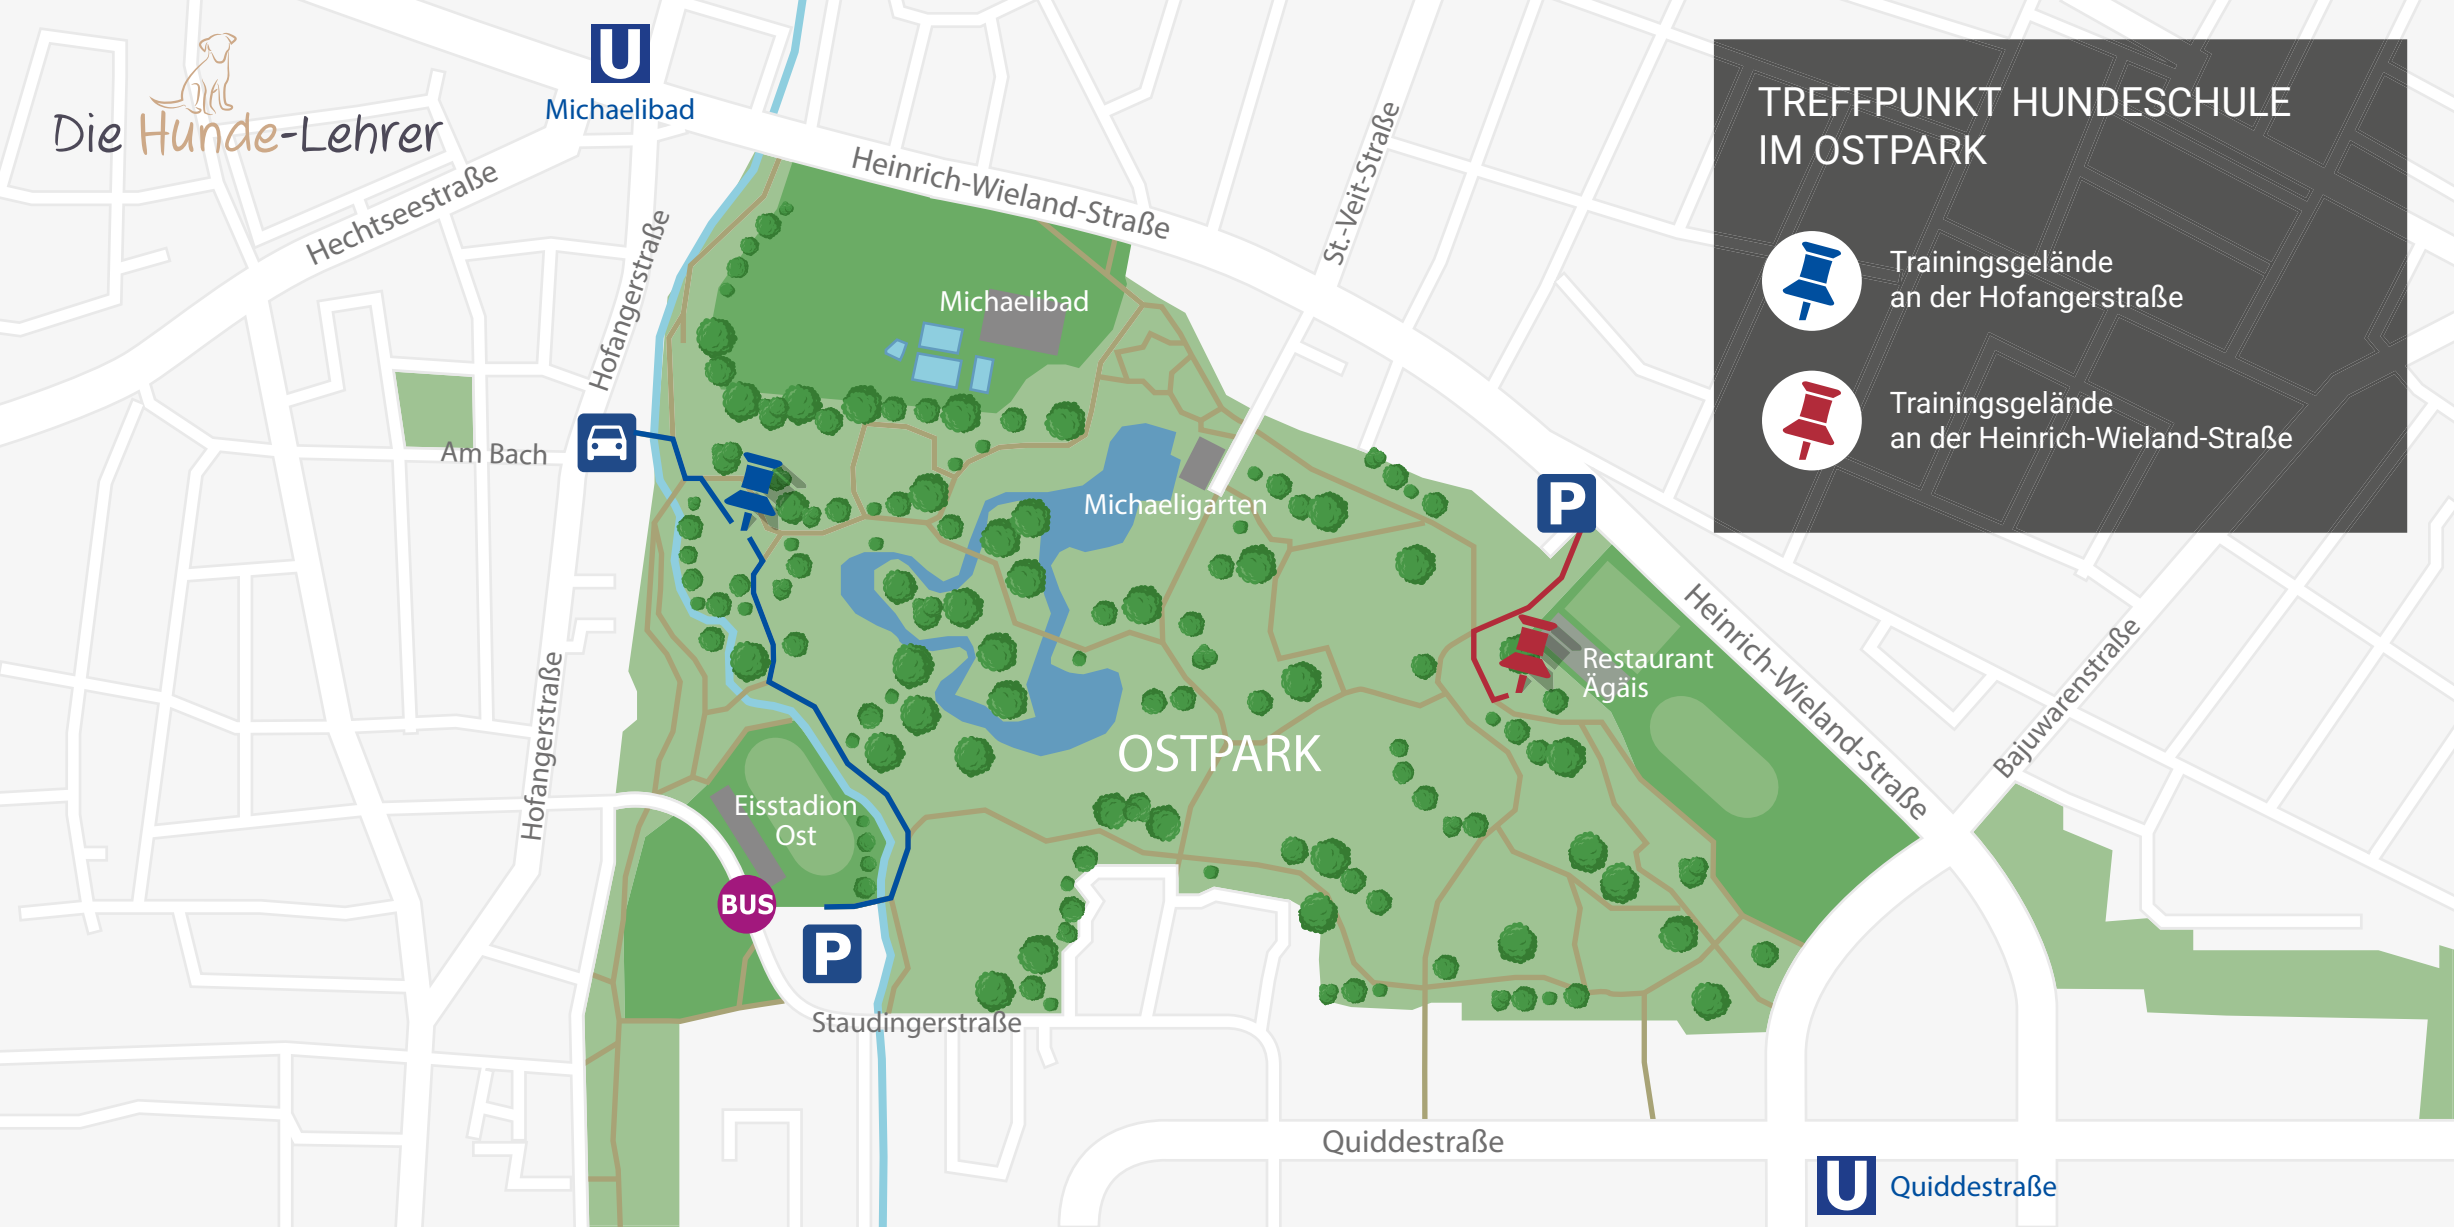 U
Michaelibad
Die Hunde-Lehrer
TREFFPUNKT HUNDESCHULE
IM OSTPARK
Trainingsgelände
an der Hofangerstraße
Trainingsgelände
an der Heinrich-Wieland-Straße
Hechtseestraße
Heinrich-Wieland-Straße
St.-Veit-Straße
Hofangerstraße
Michaelibad
Am Bach
Michaeligarten
P
Heinrich-Wieland-Straße
Restaurant
Ägäis
Bajuwarenstraße
Hofangerstraße
OSTPARK
Eisstadion
Ost
BUS
P
Staudingerstraße
Quiddestraße
U
Quiddestraße